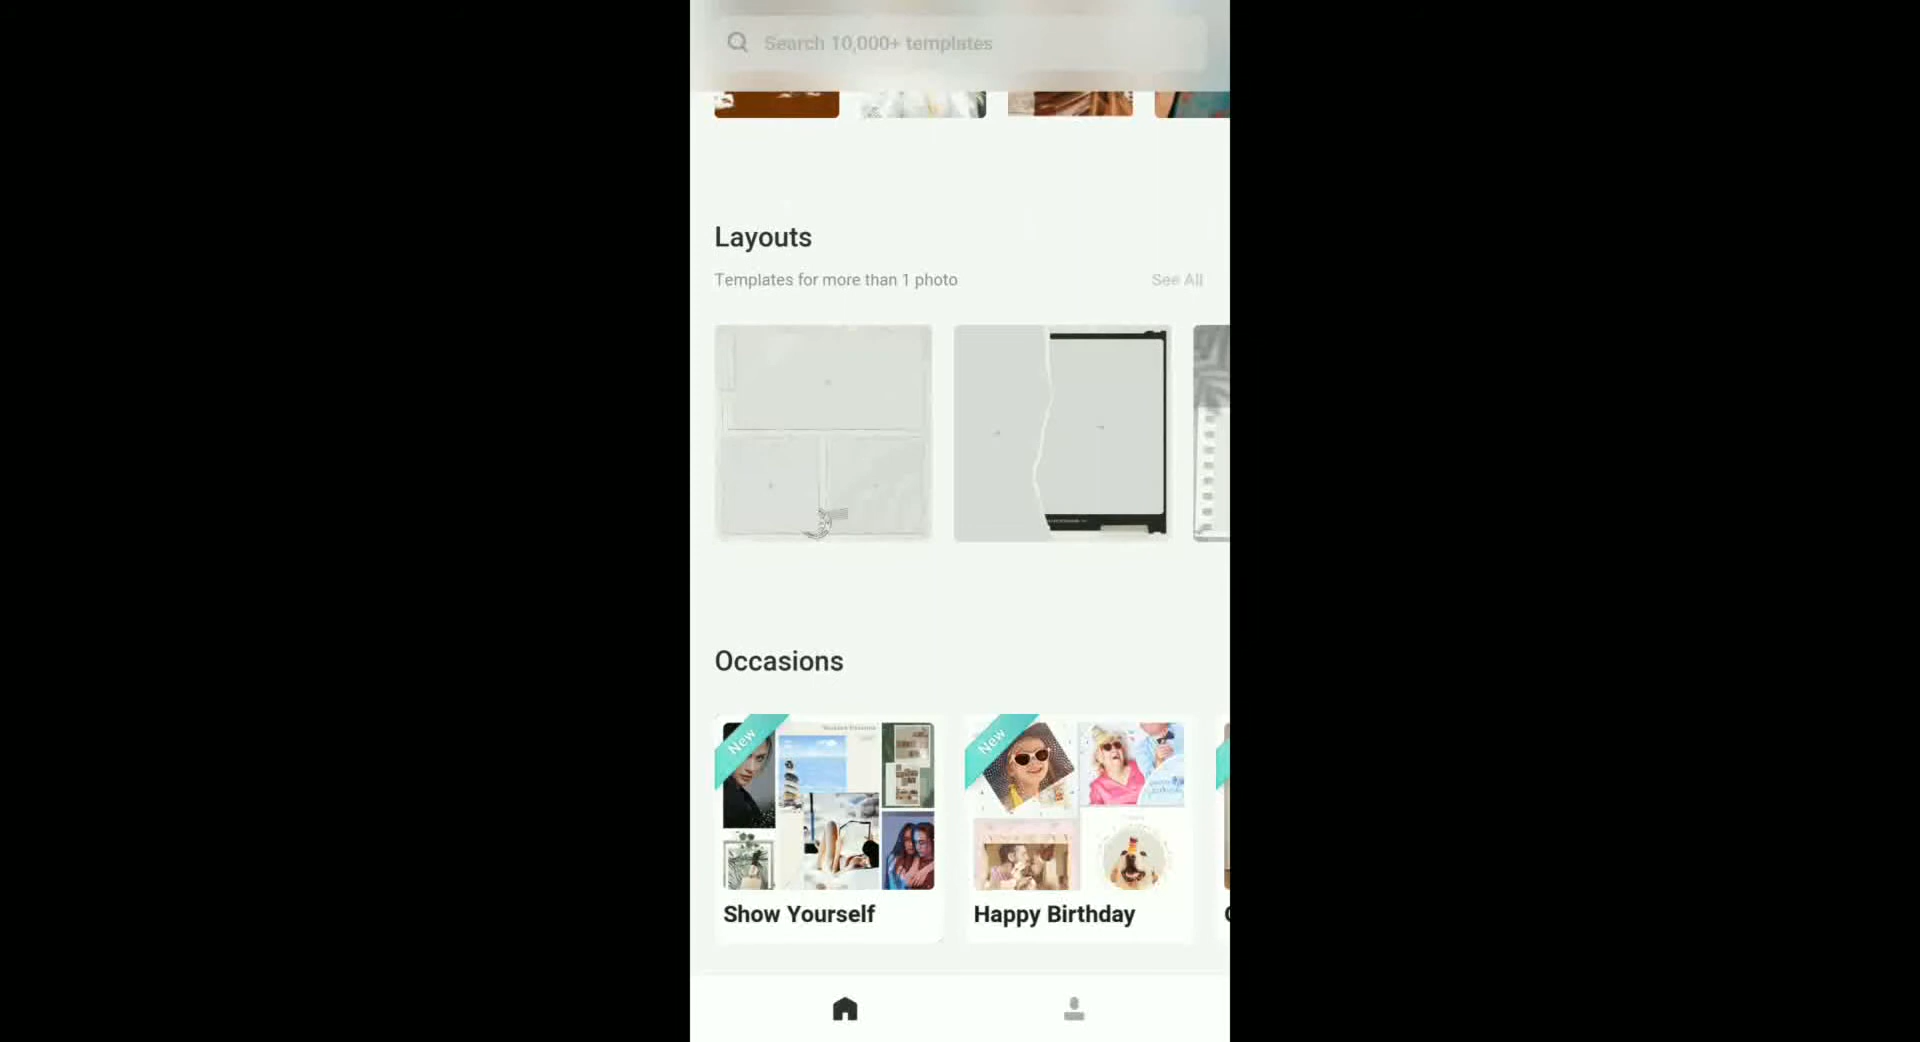 Search 10,000+ templates
Layouts
Templates for more than 1 photo
See All
Occasions
New
New
Show Yourself
Happy Birthday